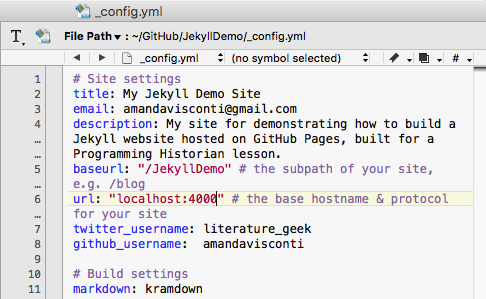 _config.yml
T File Path ▾ : ~/GitHub/JekyllDemo/_config.yml
_config.yml (no symbol selected) #
1 # Site settings
2 title: My Jekyll Demo Site
3 email: amandavisconti@gmail.com
4 description: My site for demonstrating how to build a
… Jekyll website hosted on GitHub Pages, built for a
… Programming Historian lesson.
5 baseurl: "/JekyllDemo" # the subpath of your site,
… e.g. /blog
6 url: "localhost:4000" # the base hostname & protocol
… for your site
7 twitter_username: literature_geek
8 github_username:  amandavisconti
9
10 # Build settings
11 markdown: kramdown